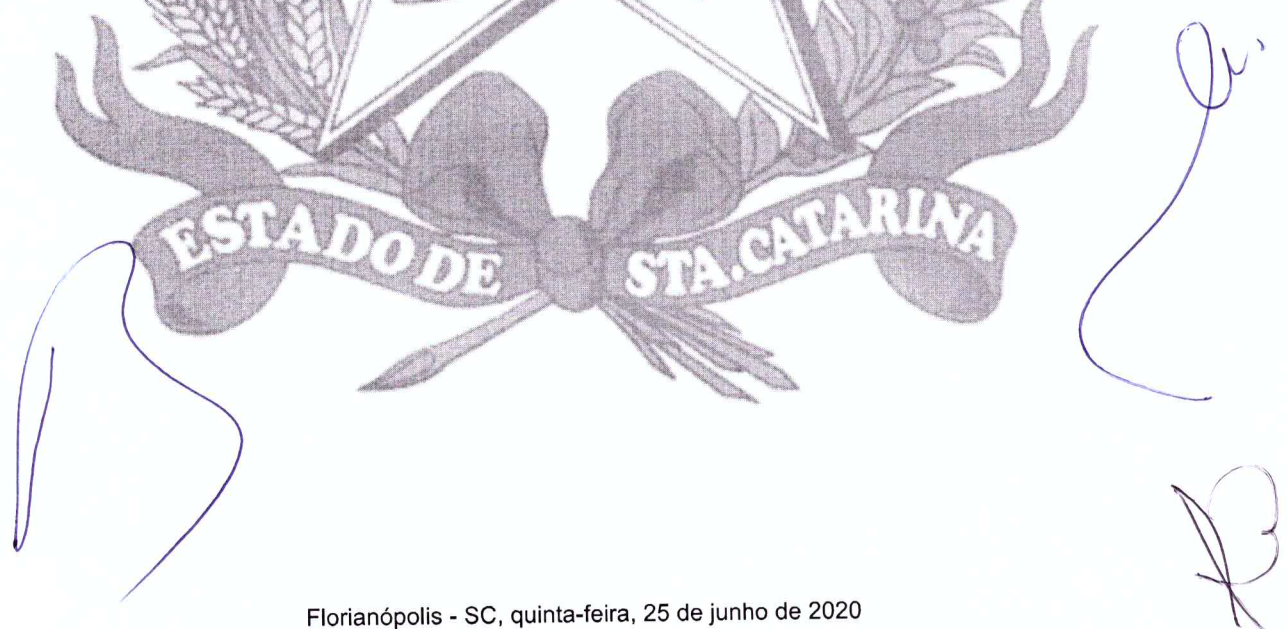 ESTADO DE STA. CATARINA
Florianópolis - SC, quinta-feira, 25 de junho de 2020